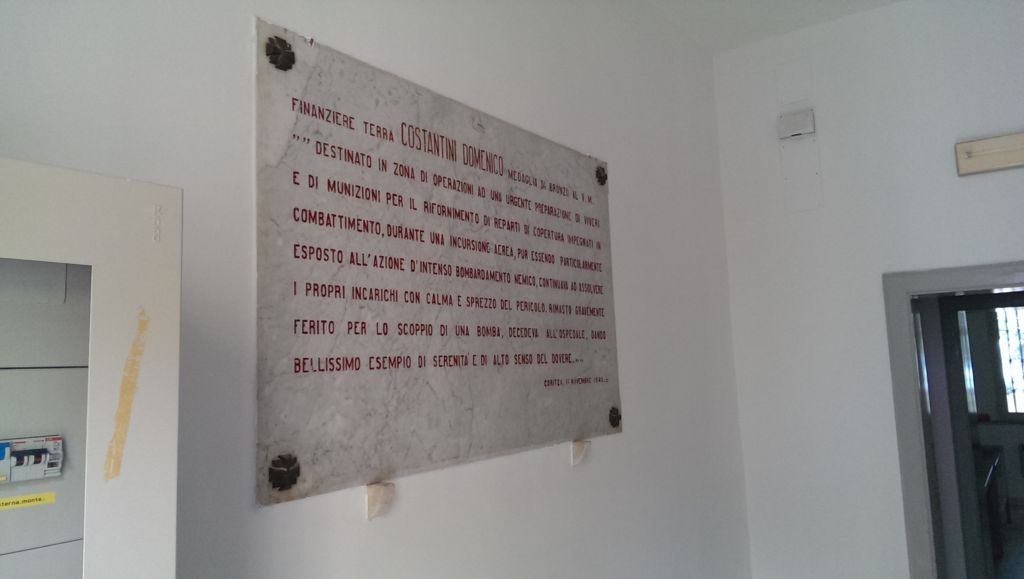 FINANZIERE TERRA COSTANTINI DOMENICO MEDAGLIA DI BRONZO AL V.M.
"" DESTINATO IN ZONA DI OPERAZIONI AD UNA URGENTE PREPARAZIONE DI VIVERI
E DI MUNIZIONI PER IL RIFORNIMENTO DI REPARTI DI COPERTURA IMPEGNATI IN
COMBATTIMENTO, DURANTE UNA INCURSIONE AEREA, PUR ESSENDO PARTICOLARMENTE
ESPOSTO ALL'AZIONE D'INTENSO BOMBARDAMENTO NEMICO, CONTINUAVA AD ASSOLVERE
I PROPRI INCARICHI CON CALMA E SPREZZO DEL PERICOLO. RIMASTO GRAVEMENTE
FERITO PER LO SCOPPIO DI UNA BOMBA, DECEDEVA ALL'OSPEDALE, DANDO
BELLISSIMO ESEMPIO DI SERENITA' E DI ALTO SENSO DEL DOVERE. ""
NOVEMBRE 1940